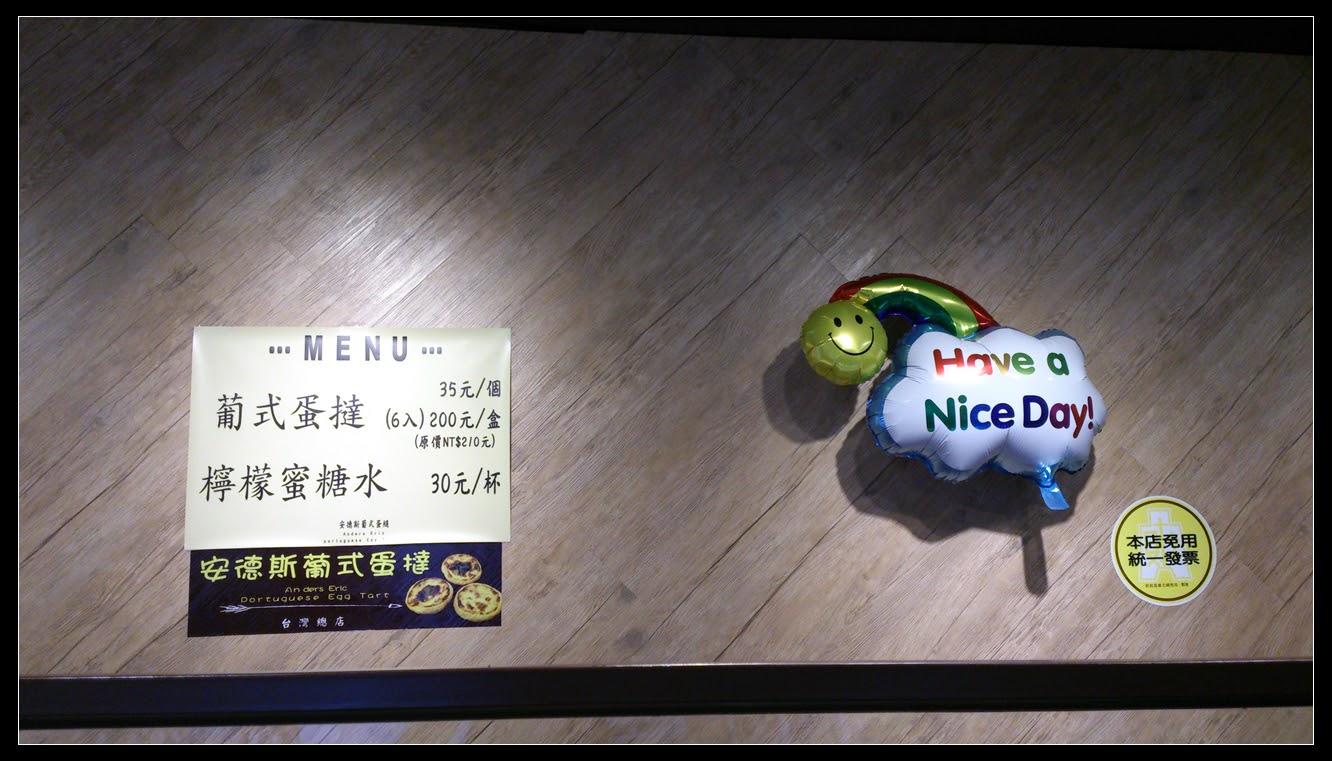 MENU
葡式蛋撻
35元/個
(6入)200元/盒
(原價NT$210元)
檸檬蜜糖水 30元/杯
安德斯葡式蛋撻
Anders Eric
安德斯葡式蛋撻
Anders Eric
Portuguese Egg Tart
台灣總店
Have a
Nice Day!
本店免用
統一發票